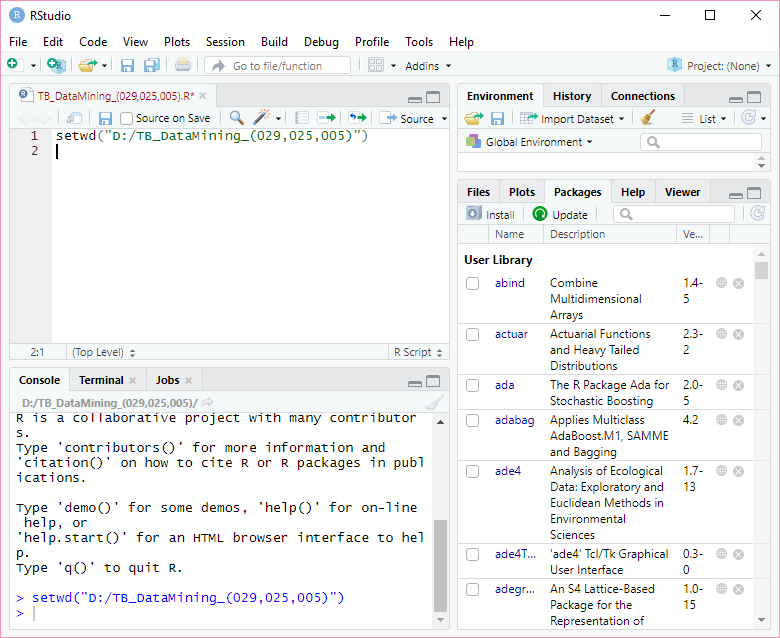 RStudio
File Edit Code View Plots Session Build Debug Profile Tools Help
Go to file/function Addins Project: (None)
TB_DataMining_(029,025,005).R*
Source on Save Source
1 setwd("D:/TB_DataMining_(029,025,005)")
2
2:1 (Top Level) R Script
Console Terminal Jobs
D:/TB_DataMining_(029,025,005)/
R is a collaborative project with many contributor
s.
Type 'contributors()' for more information and
'citation()' on how to cite R or R packages in publ
ications.
Type 'demo()' for some demos, 'help()' for on-line
help, or
'help.start()' for an HTML browser interface to hel
p.
Type 'q()' to quit R.
> setwd("D:/TB_DataMining_(029,025,005)")
>
Environment History Connections
Import Dataset List
Global Environment
Files Plots Packages Help Viewer
Install Update
Name Description Ve...
User Library
abind Combine 1.4-
Multidimensional 5
Arrays
actuar Actuarial Functions 2.3-
and Heavy Tailed 2
Distributions
ada The R Package Ada for 2.0-
Stochastic Boosting 5
adabag Applies Multiclass 4.2
AdaBoost.M1, SAMME
and Bagging
ade4 Analysis of Ecological 1.7-
Data: Exploratory and 13
Euclidean Methods in
Environmental
Sciences
ade4T... 'ade4' Tcl/Tk Graphical 0.3-
User Interface 0
adegr... An S4 Lattice-Based 1.0-
Package for the 15
Representation of